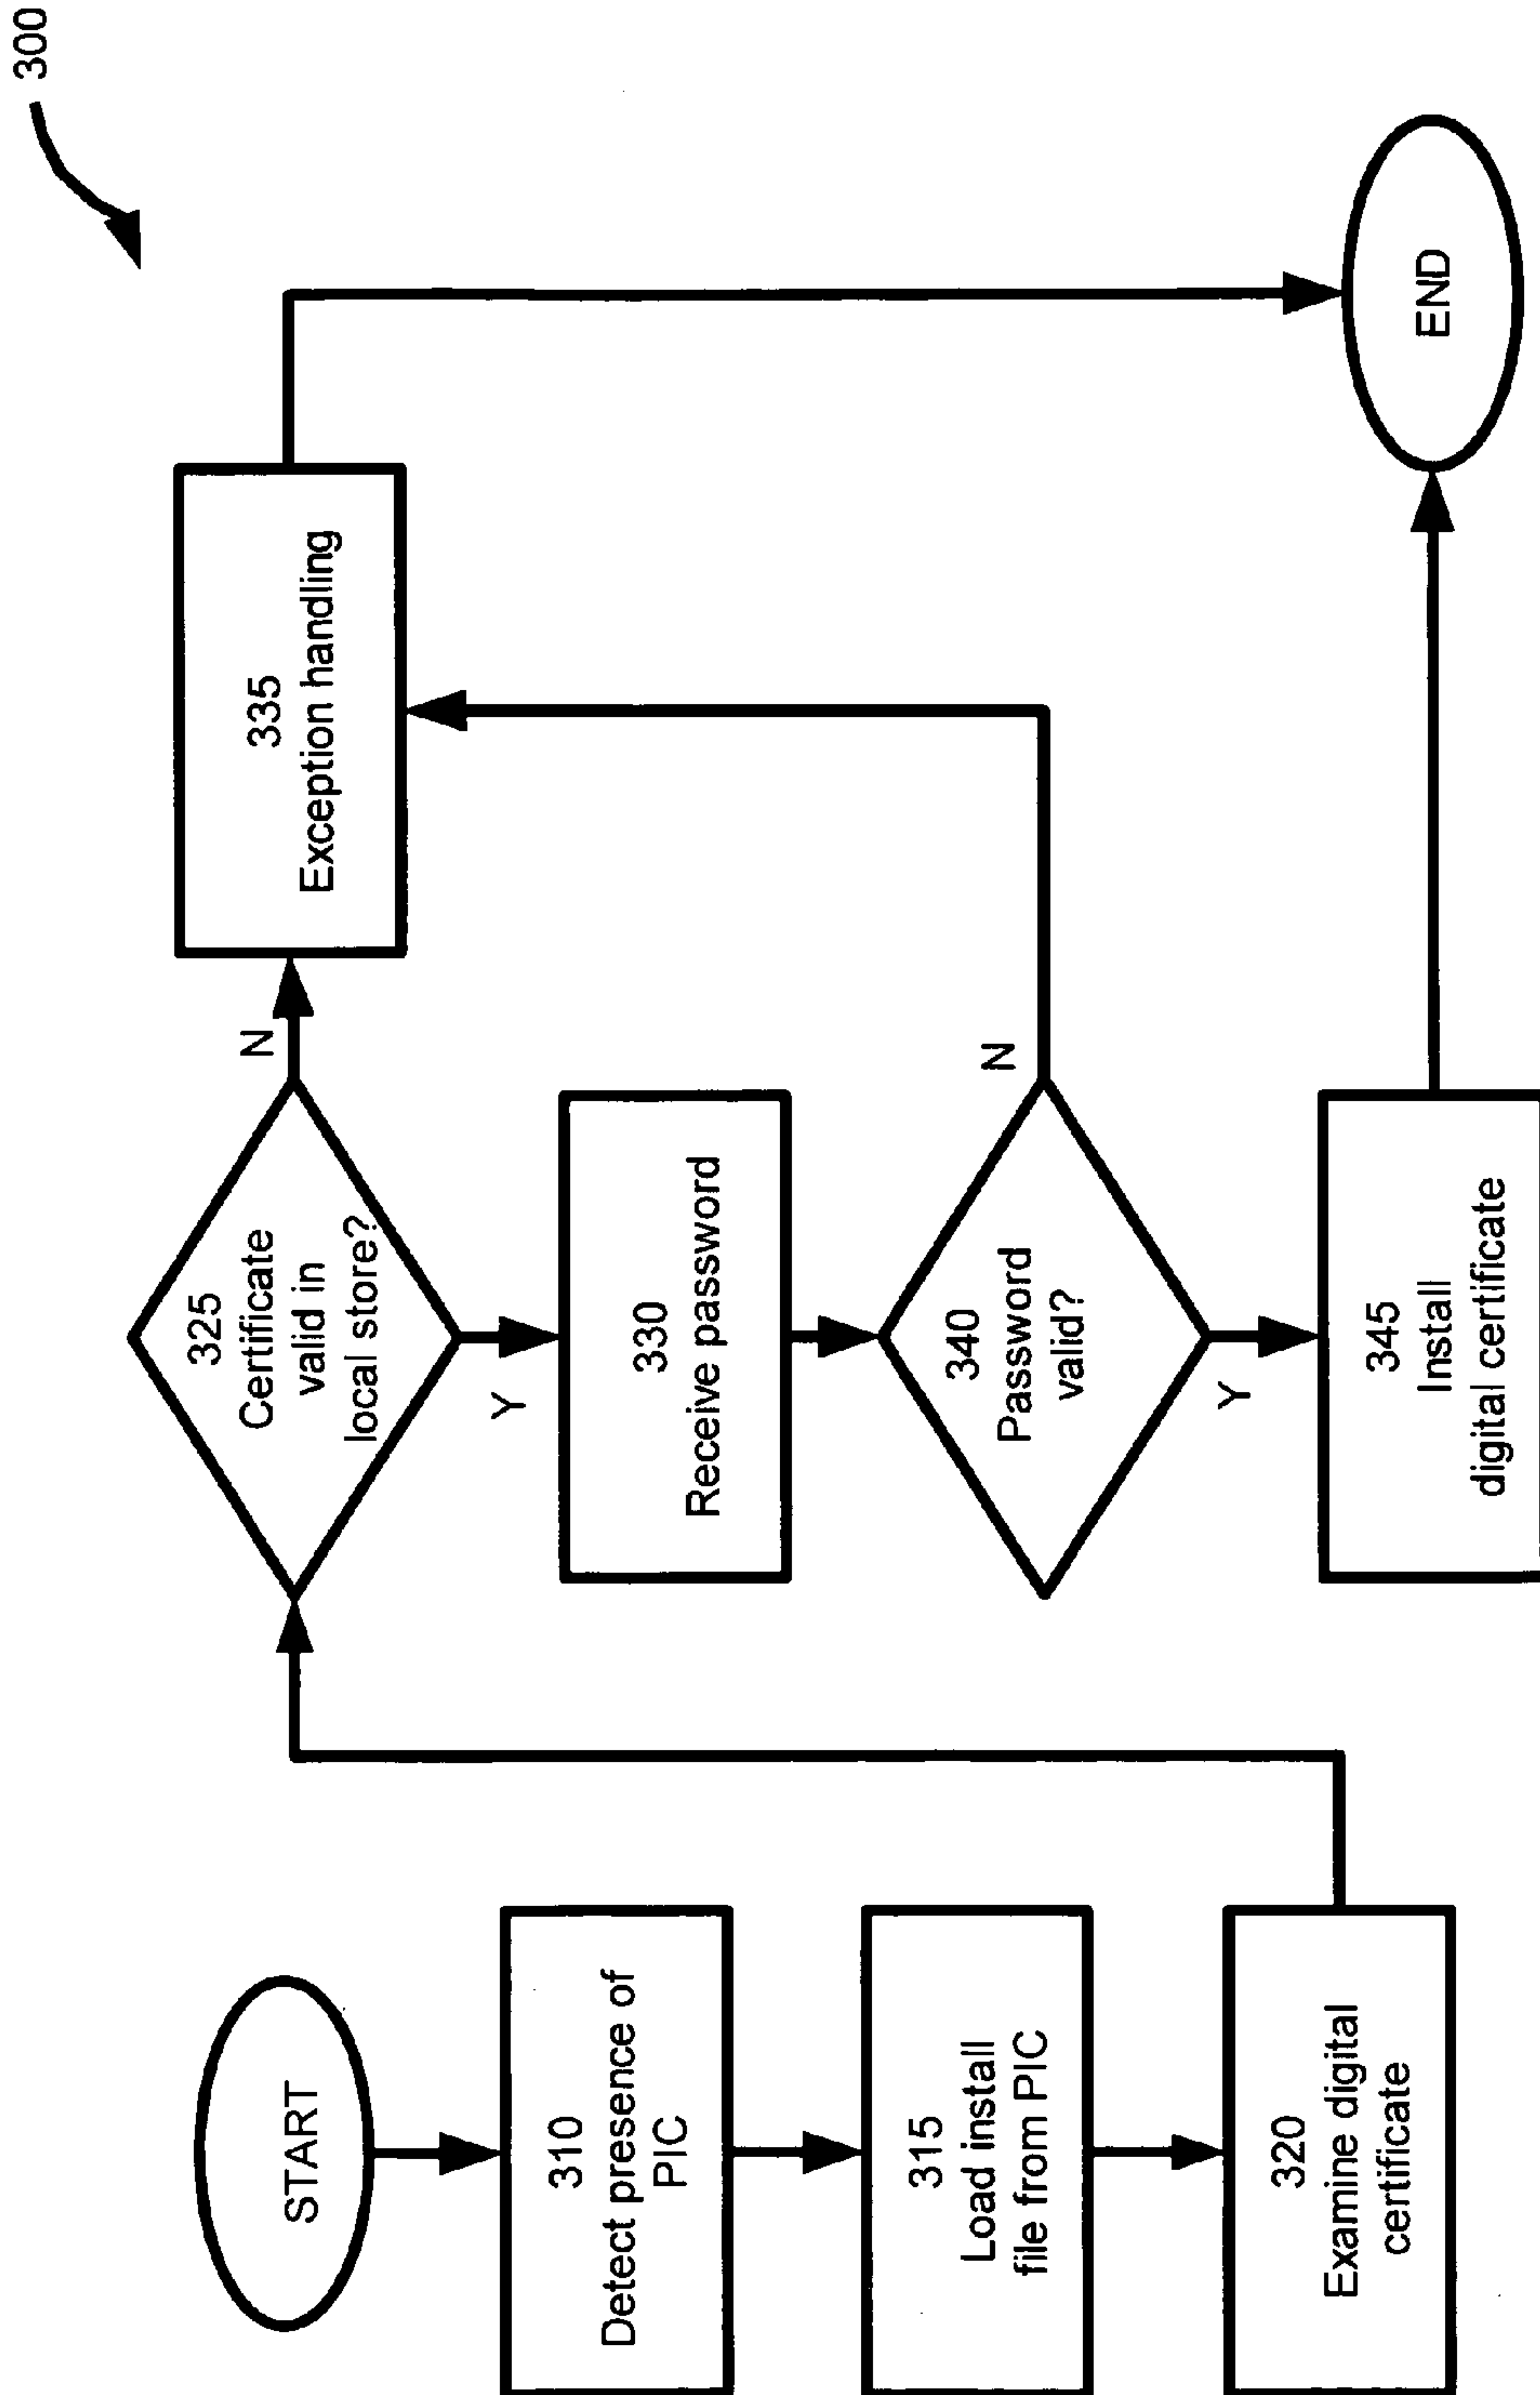 300
START
310
Detect presence of
PIC
315
Load install
file from PIC
320
Examine digital
certificate
325
Certificate
valid in
local store?
N
Y
330
Receive password
335
Exception handling
340
Password
valid?
N
Y
345
Install
digital certificate
END